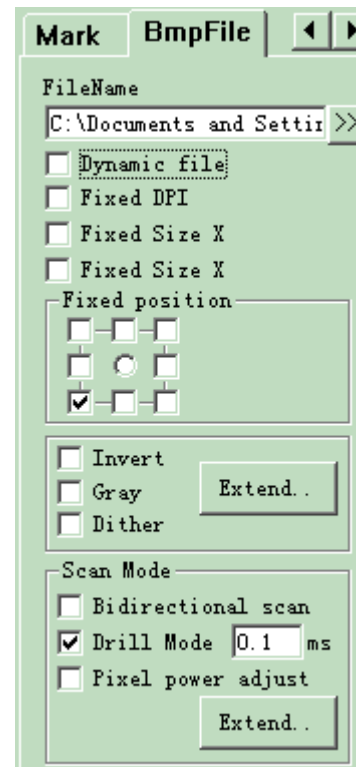 Mark BmpFile
FileName
C:\Documents and Settir >>
Dynamic file
Fixed DPI
Fixed Size X
Fixed Size X
Fixed position
Invert
Gray
Extend..
Dither
Scan Mode
Bidirectional scan
Drill Mode 0.1 ms
Pixel power adjust
Extend..